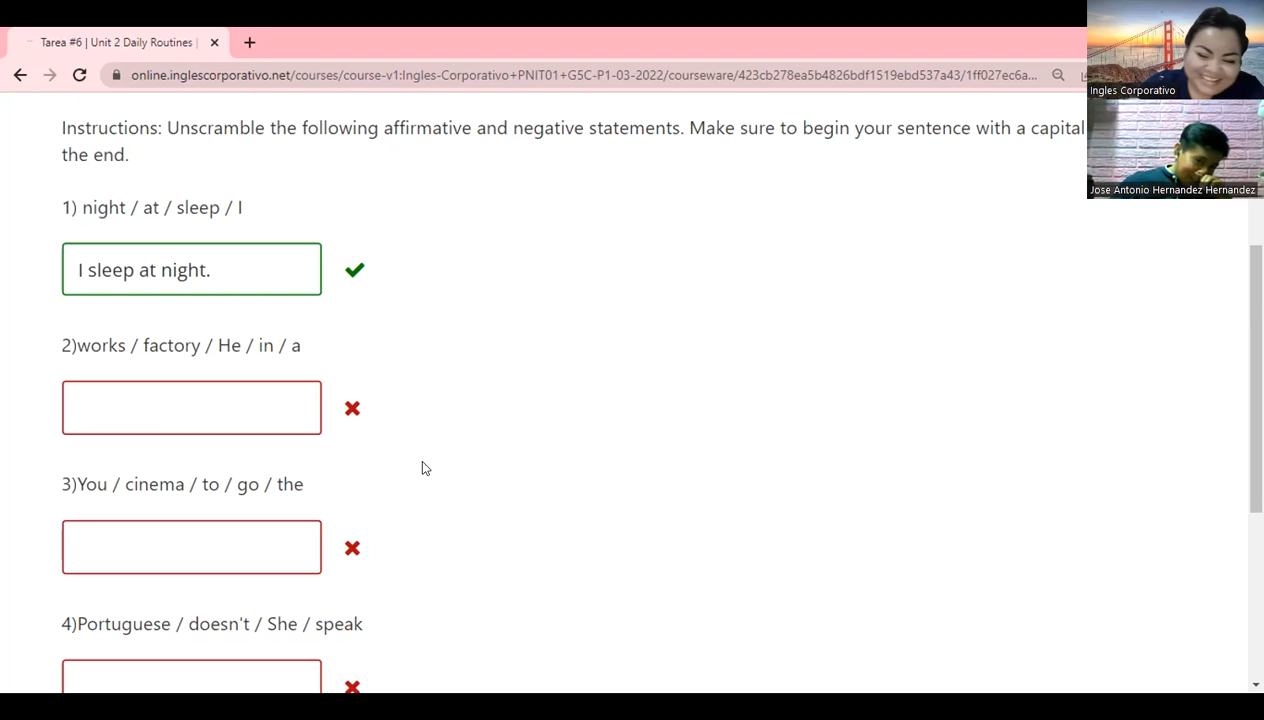 Tarea #6 | Unit 2 Daily Routines |
online.inglescorporativo.net/courses/course-v1:Ingles-Corporativo+PNIT01+G5C-P1-03-2022/courseware/423cb278ea5b4826bdf1519ebd537a43/1ff027ec6a...
Ingles Corporativo
Jose Antonio Hernandez Hernandez
Instructions: Unscramble the following affirmative and negative statements. Make sure to begin your sentence with a capital
the end.
1) night / at / sleep / I
I sleep at night.
2)works / factory / He / in / a
3)You / cinema / to / go / the
4)Portuguese / doesn't / She / speak